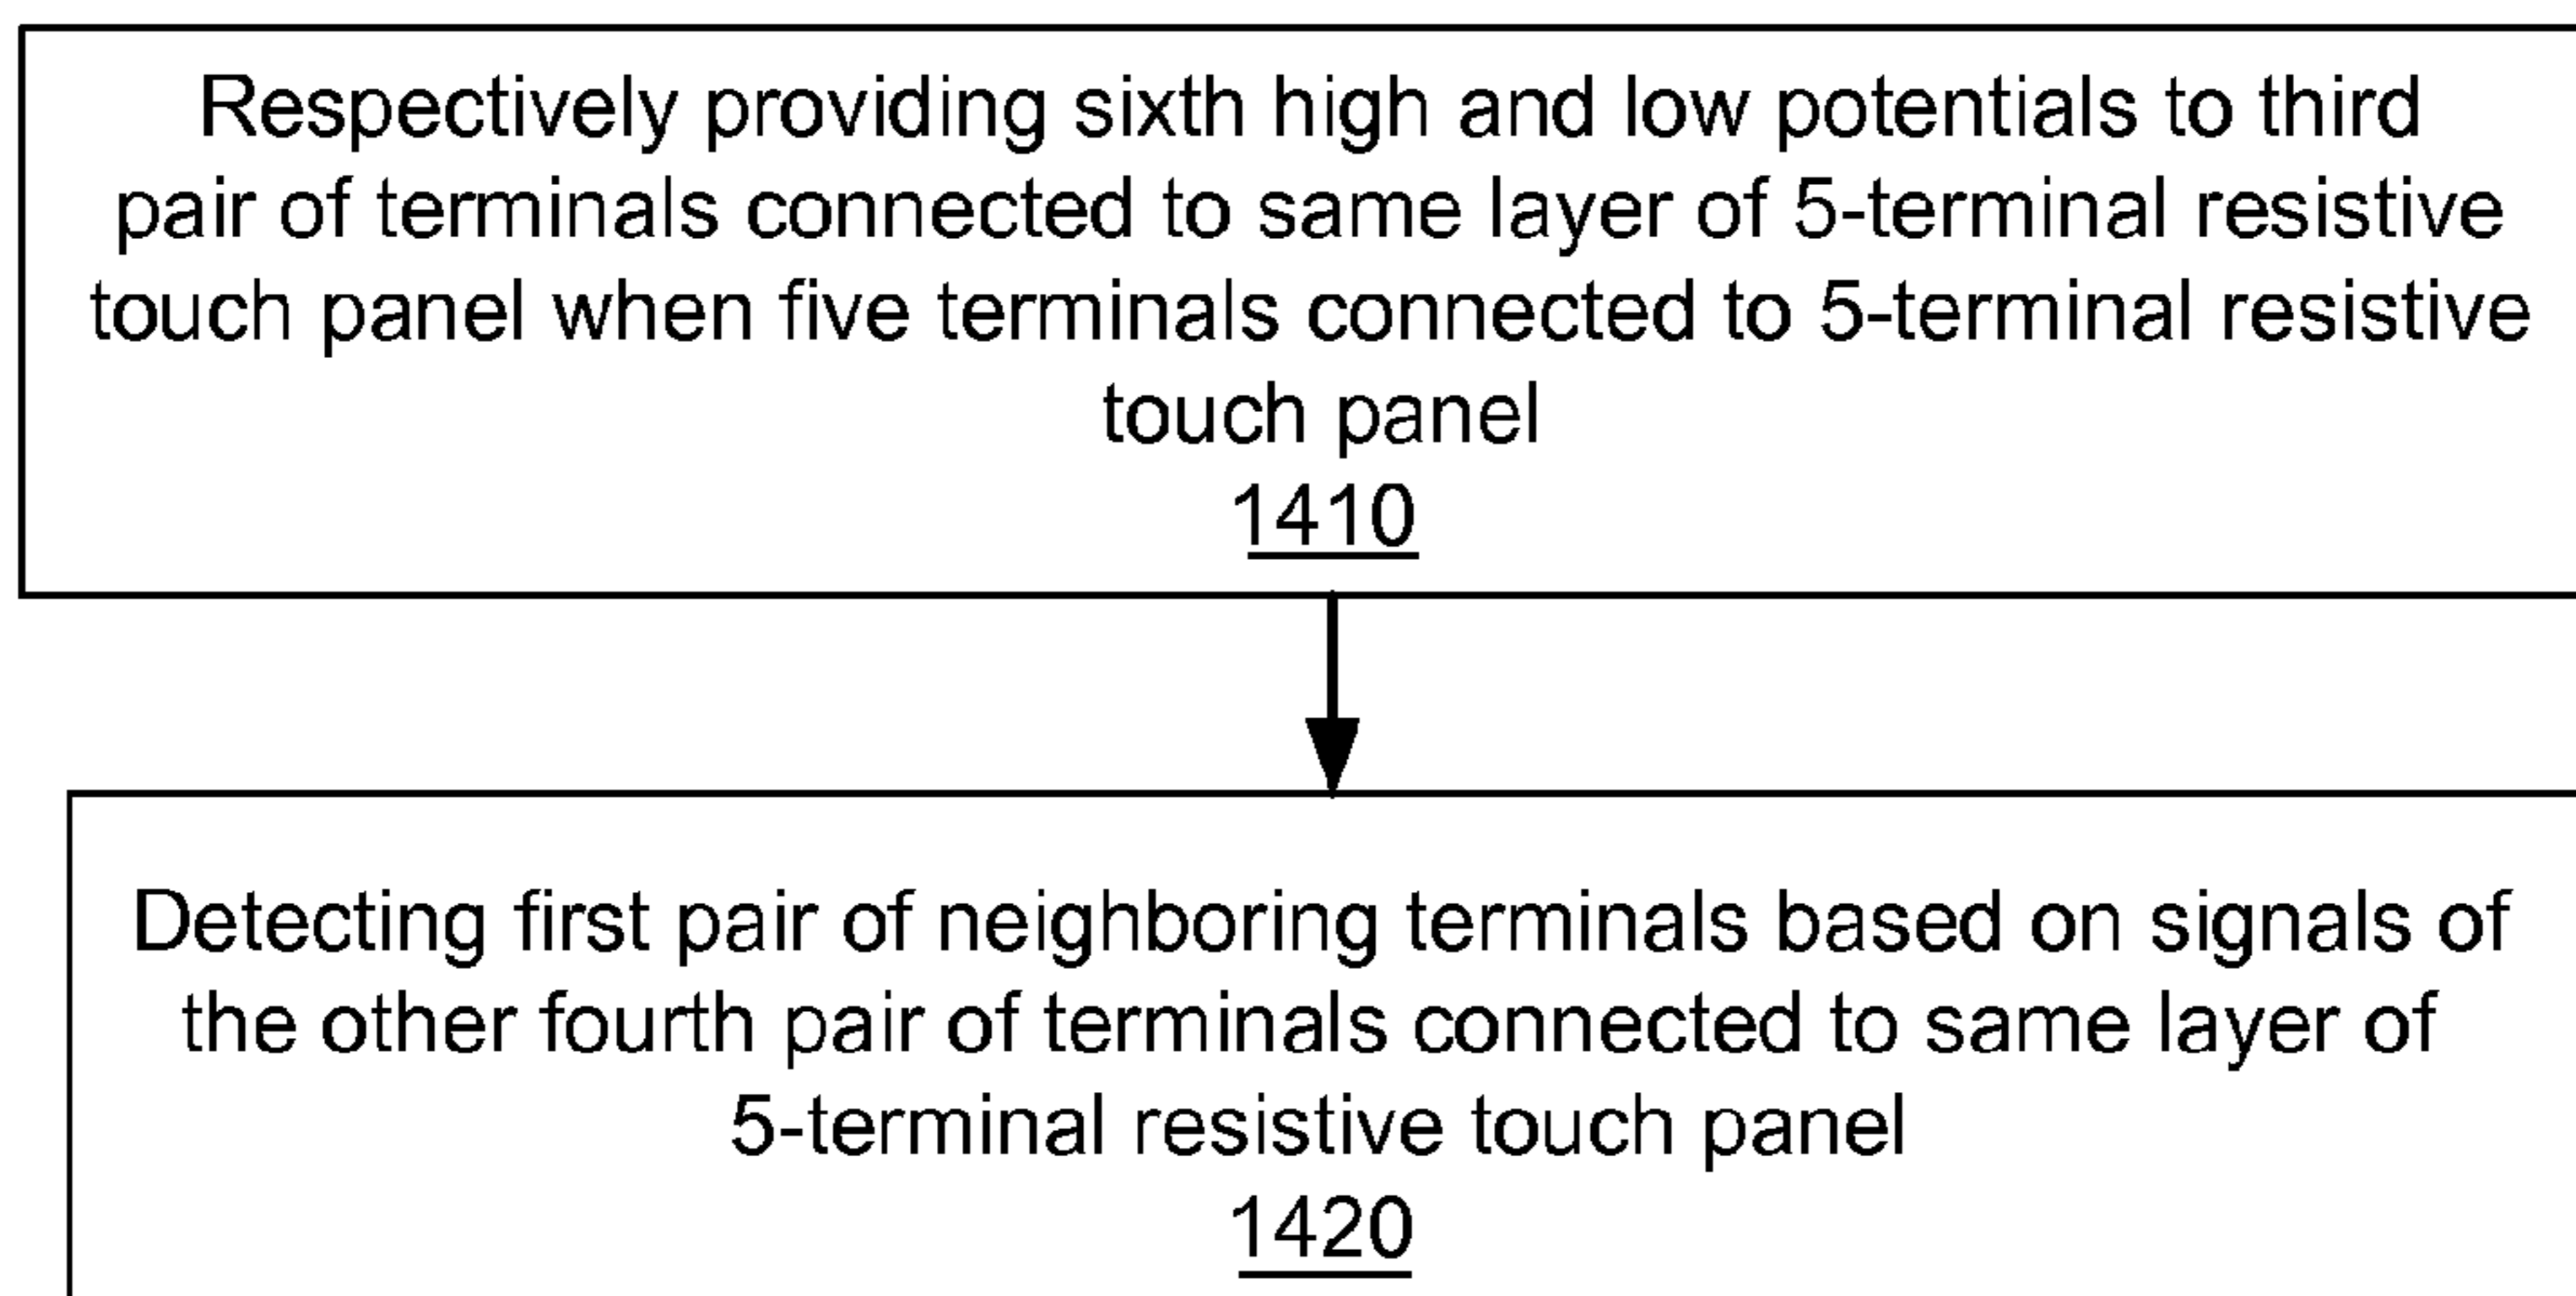 Respectively providing sixth high and low potentials to third
pair of terminals connected to same layer of 5-terminal resistive
touch panel when five terminals connected to 5-terminal resistive
touch panel
1410
Detecting first pair of neighboring terminals based on signals of
the other fourth pair of terminals connected to same layer of
5-terminal resistive touch panel
1420